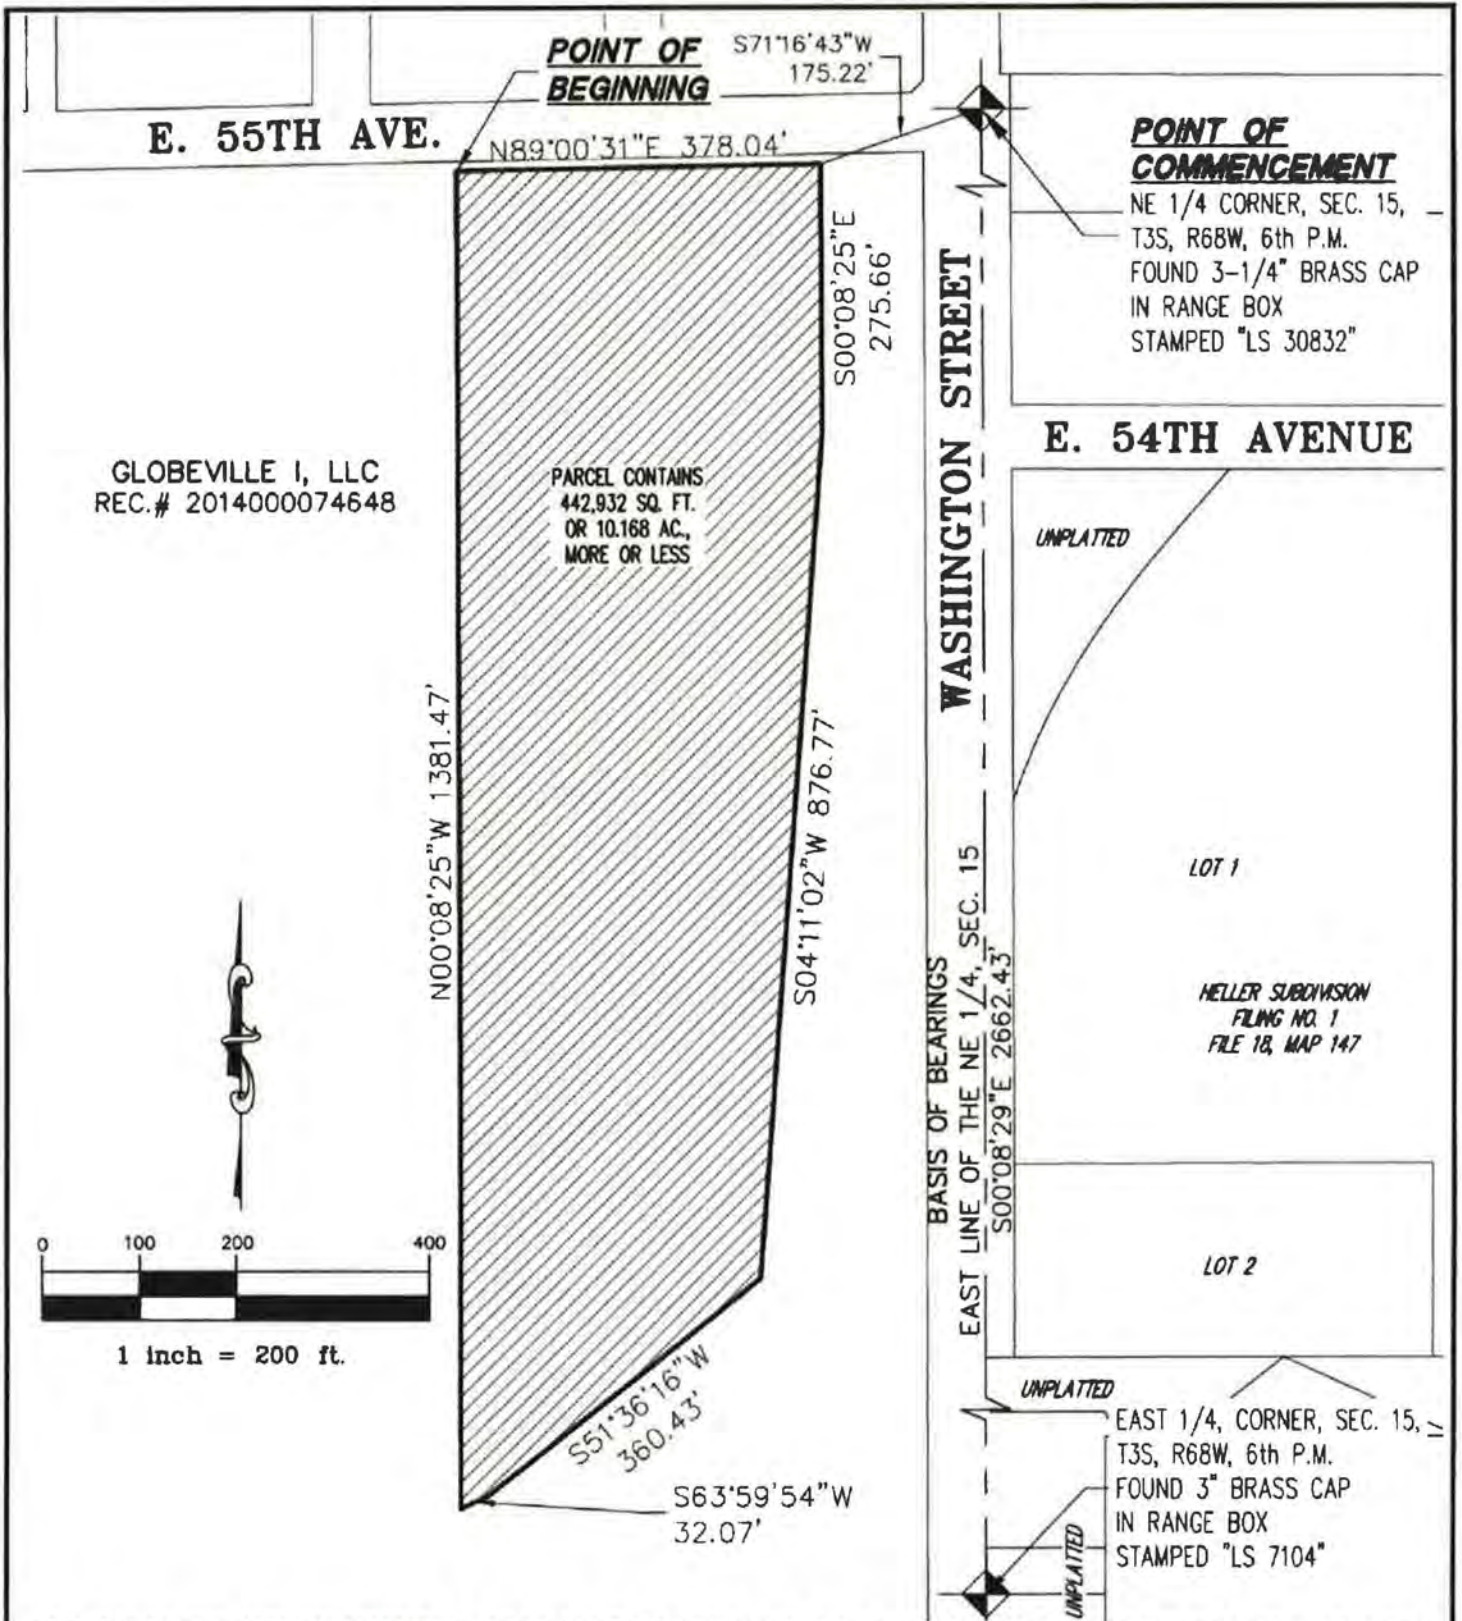 POINT OF
BEGINNING
S71°16'43"W
175.22'
E. 55TH AVE.
N89°00'31"E 378.04'
POINT OF
COMMENCEMENT
NE 1/4 CORNER, SEC. 15,
T3S, R68W, 6th P.M.
FOUND 3-1/4" BRASS CAP
IN RANGE BOX
STAMPED "LS 30832"
S00°08'25"E
275.66'
WASHINGTON STREET
E. 54TH AVENUE
GLOBEVILLE I, LLC
REC.# 2014000074648
PARCEL CONTAINS
442,932 SQ. FT.
OR 10.168 AC.,
MORE OR LESS
UNPLATTED
N00°08'25"W 1381.47'
S04°11'02"W 876.77'
LOT 1
HELLER SUBDIVISION
FILING NO. 1
FILE 18, MAP 147
BASIS OF BEARINGS
EAST LINE OF THE NE 1/4, SEC. 15
S00°08'29"E 2662.43'
0 100 200 400
1 inch = 200 ft.
LOT 2
S51°36'16"W
360.43'
S63°59'54"W
32.07'
UNPLATTED
EAST 1/4, CORNER, SEC. 15,
T3S, R68W, 6th P.M.
FOUND 3" BRASS CAP
IN RANGE BOX
STAMPED "LS 7104"
UNPLATTED